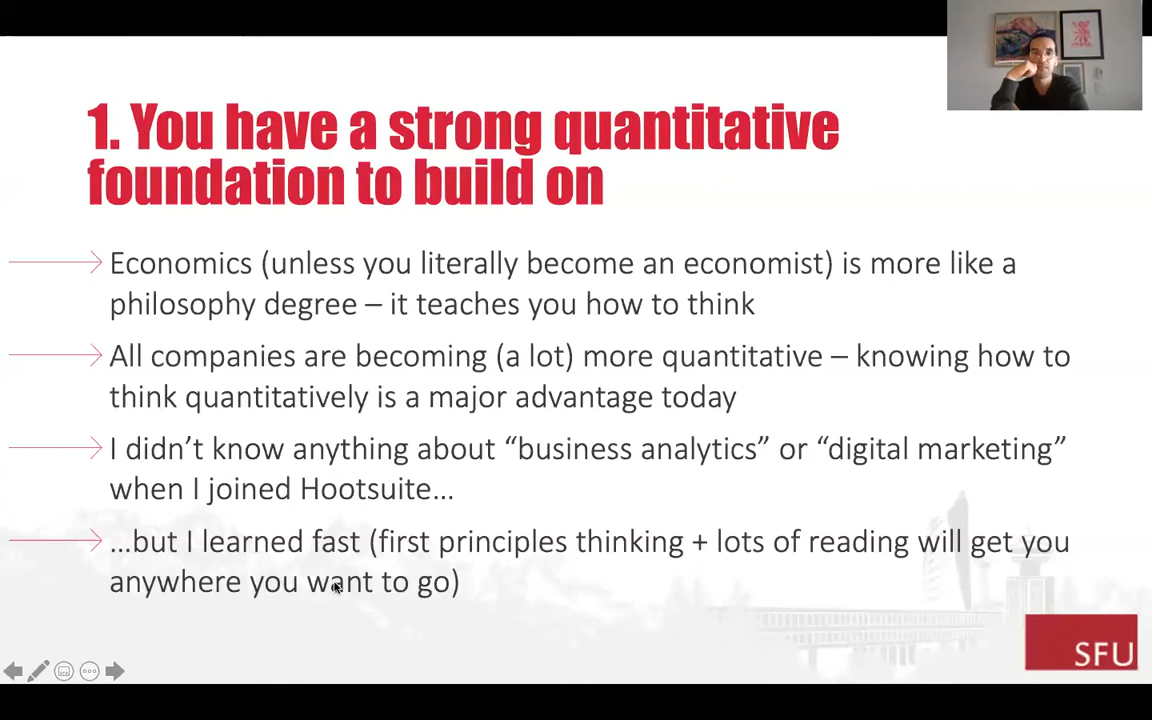 1. You have a strong quantitative
foundation to build on
Economics (unless you literally become an economist) is more like a
philosophy degree – it teaches you how to think
All companies are becoming (a lot) more quantitative – knowing how to
think quantitatively is a major advantage today
I didn’t know anything about “business analytics” or “digital marketing”
when I joined Hootsuite…
…but I learned fast (first principles thinking + lots of reading will get you
anywhere you want to go)
SFU